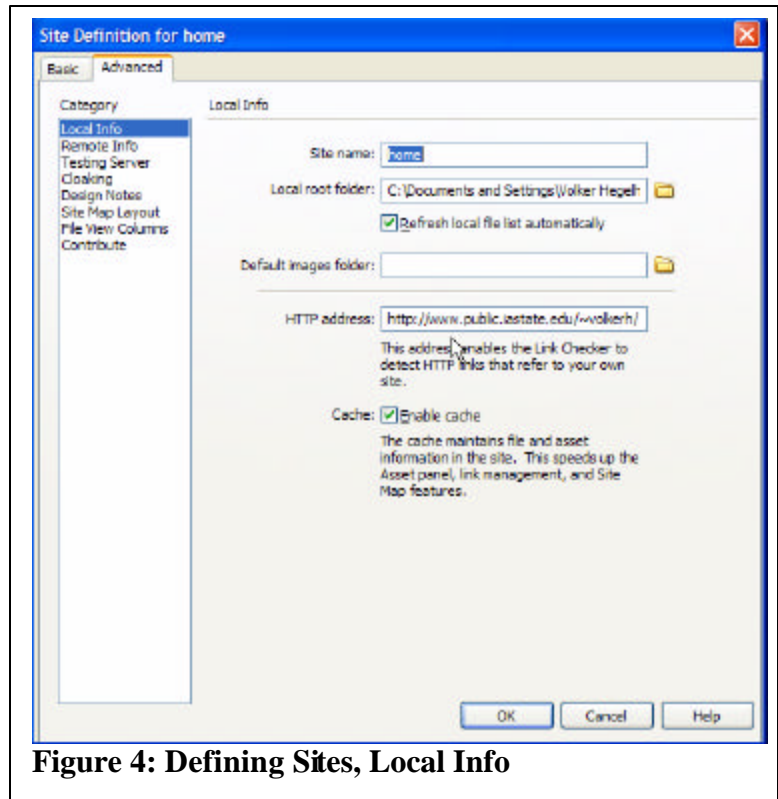 Site Definition for home
Basic Advanced
Category
Local Info
Remote Info
Testing Server
Cloaking
Design Notes
Site Map Layout
File View Columns
Contribute
Local Info
Site name: home
Local root folder: C:\Documents and Settings\Volker Hegelh
Refresh local file list automatically
Default images folder:
HTTP address: http://www.public.iastate.edu/~volkerh/
This address enables the Link Checker to
detect HTTP links that refer to your own
site.
Cache: Enable cache
The cache maintains file and asset
information in the site. This speeds up the
Asset panel, link management, and Site
Map features.
OK Cancel Help
Figure 4: Defining Sites, Local Info